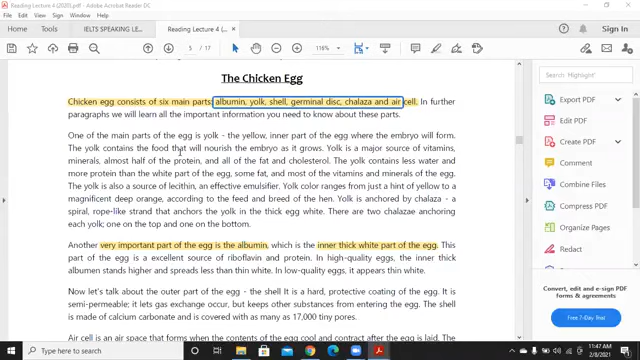 Reading Lecture 4 (2020).pdf - Adobe Acrobat Reader DC
File Edit View Sign Window Help
Home Tools IELTS SPEAKING LE... Reading Lecture 4 (... × Sign In
5 / 17 118%
The Chicken Egg
Chicken egg consists of six main parts: albumin, yolk, shell, germinal disc, chalaza and air cell. In further
paragraphs we will learn all the important information you need to know about these parts.
One of the main parts of the egg is yolk - the yellow, inner part of the egg where the embryo will form.
The yolk contains the food that will nourish the embryo as it grows. Yolk is a major source of vitamins,
minerals, almost half of the protein, and all of the fat and cholesterol. The yolk contains less water and
more protein than the white part of the egg, some fat, and most of the vitamins and minerals of the egg.
The yolk is also a source of lecithin, an effective emulsifier. Yolk color ranges from just a hint of yellow to a
magnificent deep orange, according to the feed and breed of the hen. Yolk is anchored by chalaza - a
spiral, rope-like strand that anchors the yolk in the thick egg white. There are two chalazae anchoring
each yolk; one on the top and one on the bottom.
Another very important part of the egg is the albumin, which is the inner thick white part of the egg. This
part of the egg is a excellent source of riboflavin and protein. In high-quality eggs, the inner thick
albumen stands higher and spreads less than thin white. In low-quality eggs, it appears thin white.
Now let's talk about the outer part of the egg - the shell It is a hard, protective coating of the egg. It is
semi-permeable; it lets gas exchange occur, but keeps other substances from entering the egg. The shell
is made of calcium carbonate and is covered with as many as 17,000 tiny pores.
Air cell is an air space that forms when the contents of the egg cool and contract after the egg is laid. The
Search 'Highlight'
Export PDF
Edit PDF
Create PDF
Comment
Combine Files
Compress PDF
Organize Pages
Redact
Convert, edit and e-sign PDF
forms & agreements
Free 7-Day Trial
Type here to search
11:47 AM
2/8/2021